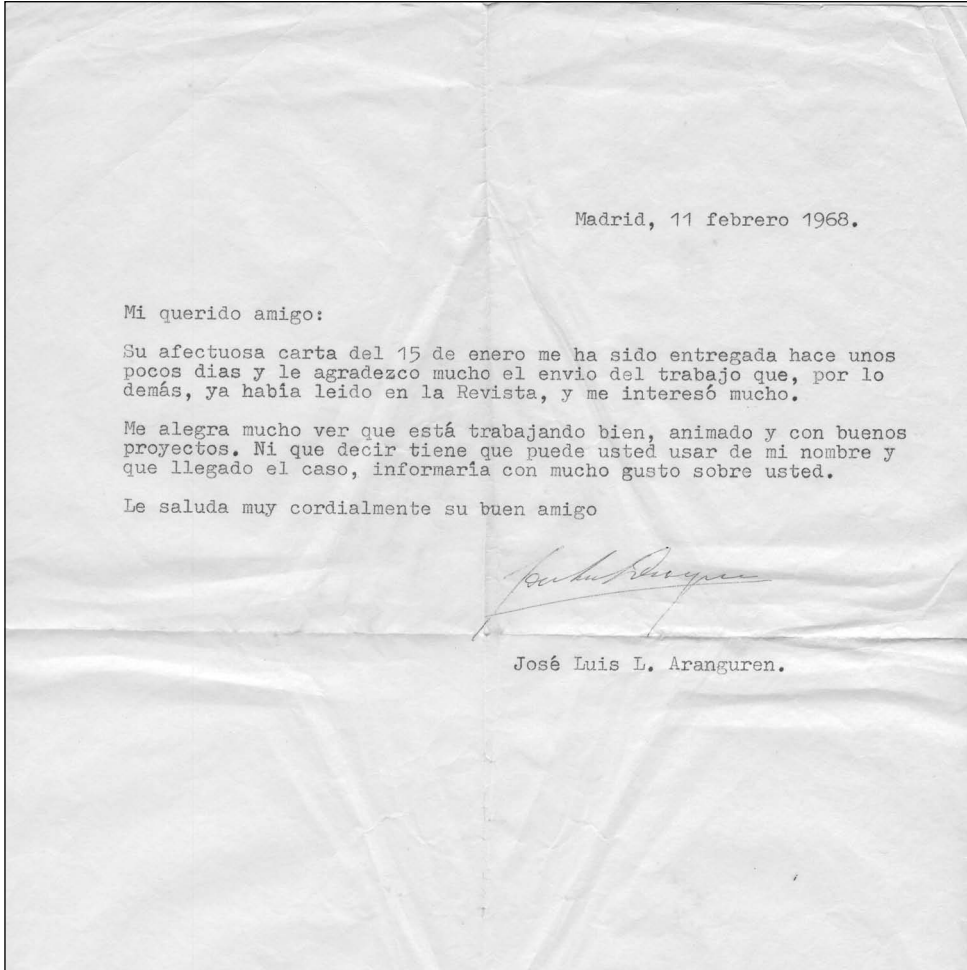 Madrid, 11 febrero 1968.
Mi querido amigo:
Su afectuosa carta del 15 de enero me ha sido entregada hace unos
pocos dias y le agradezco mucho el envio del trabajo que, por lo
demás, ya había leido en la Revista, y me interesó mucho.
Me alegra mucho ver que está trabajando bien, animado y con buenos
proyectos. Ni que decir tiene que puede usted usar de mi nombre y
que llegado el caso, informaría con mucho gusto sobre usted.
Le saluda muy cordialmente su buen amigo
José Luis L. Aranguren.